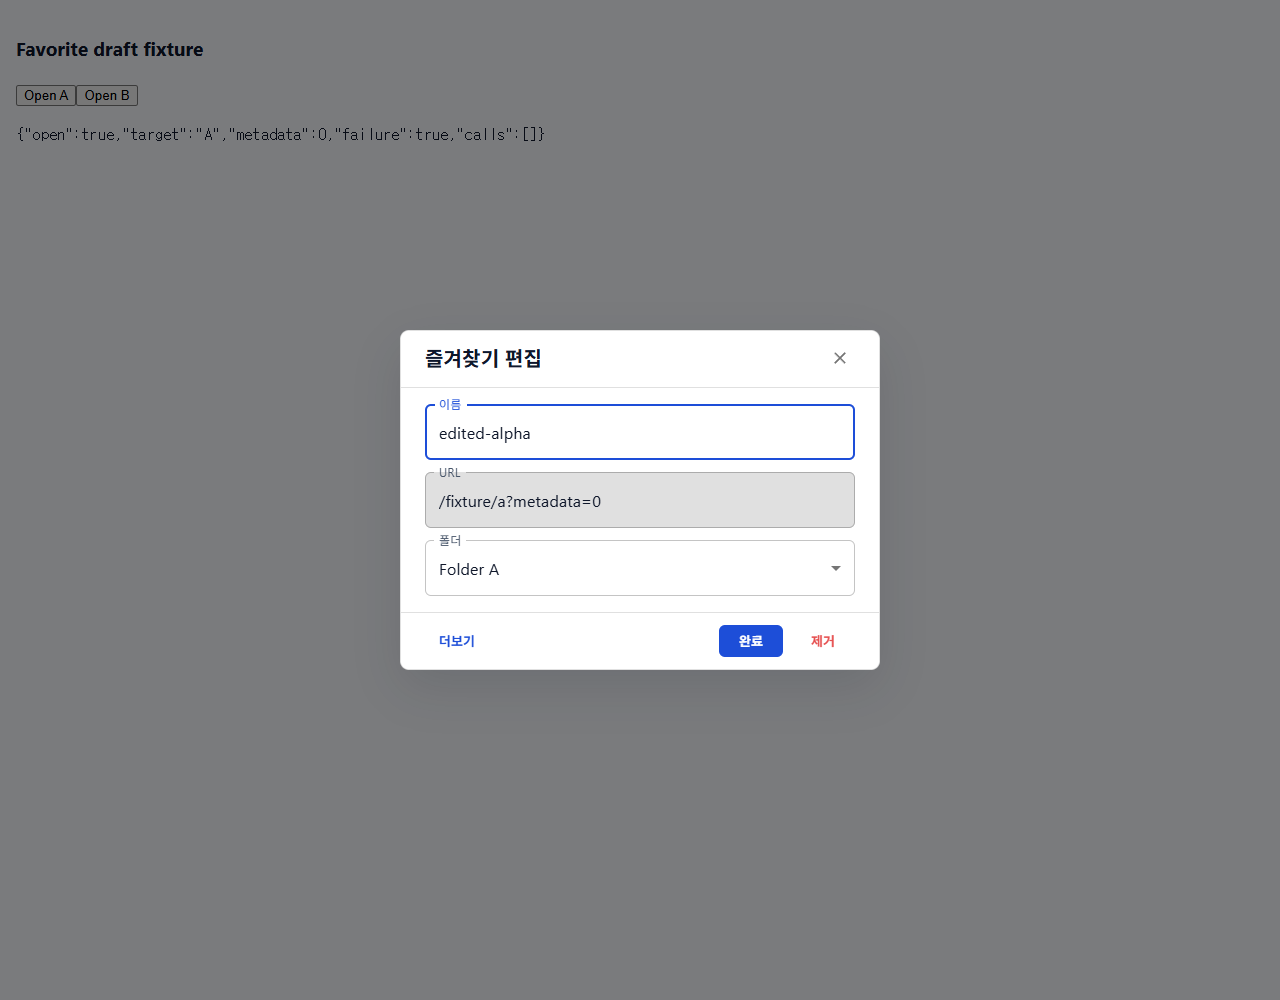 Favorite draft fixture
Open A Open B
{"open":true,"target":"A","metadata":0,"failure":true,"calls":[]}
즐겨찾기 편집
이름
edited-alpha
URL
/fixture/a?metadata=0
폴더
Folder A
더보기 완료 제거